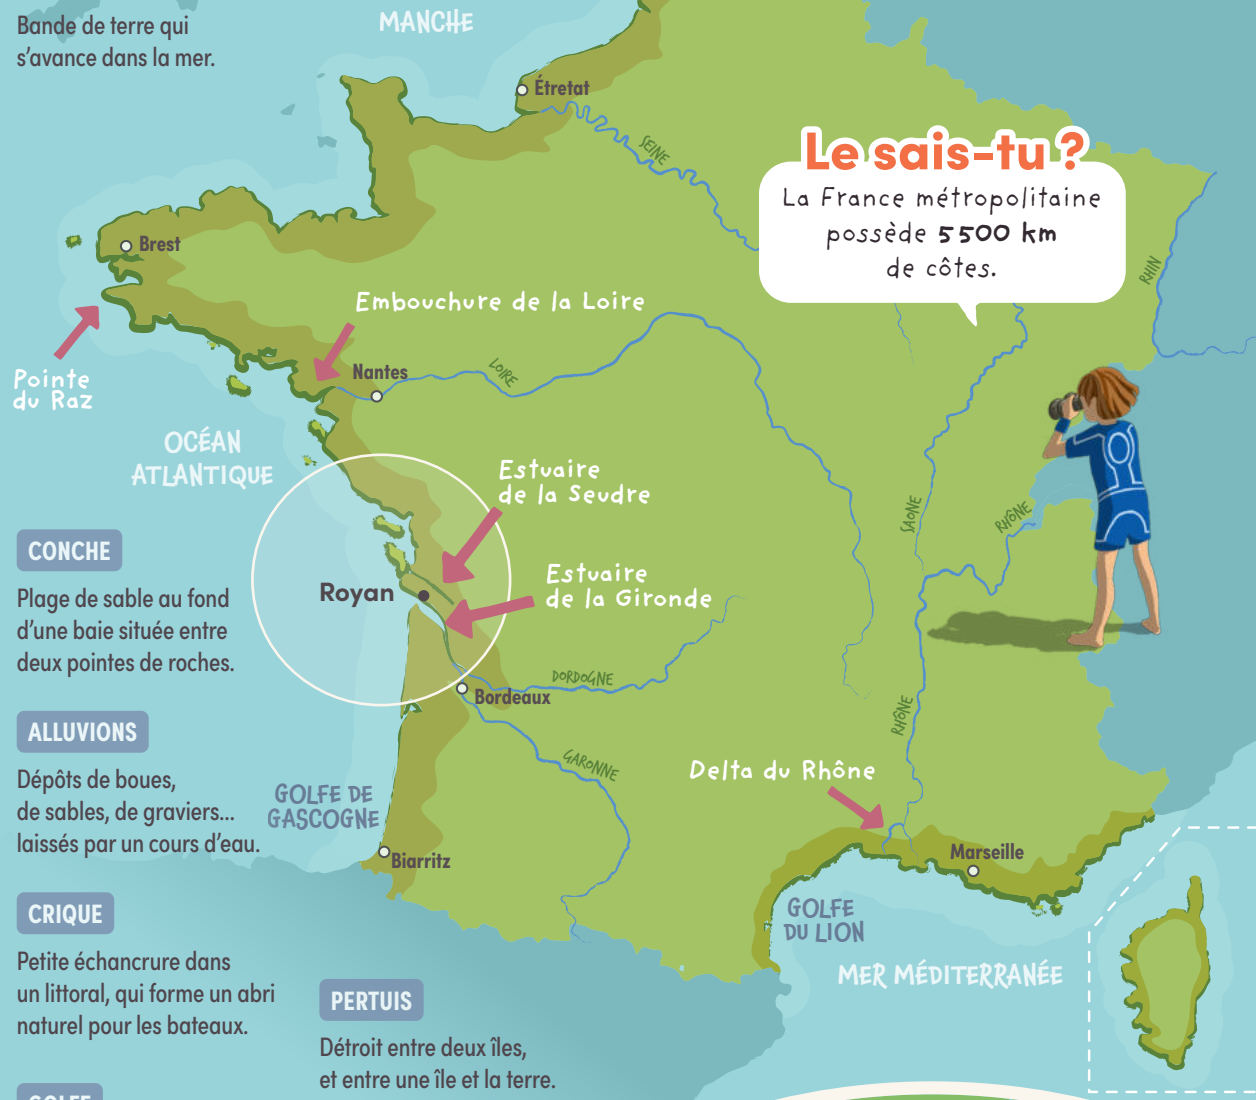 Bande de terre qui
s’avance dans la mer.
MANCHE
Étretat
SEINE
Le sais-tu ?
La France métropolitaine
possède 5 500 km
de côtes.
RHIN
Brest
Embouchure de la Loire
Pointe
du Raz
Nantes
LOIRE
OCÉAN
ATLANTIQUE
Estuaire
de la Seudre
SAONE
RHÔNE
CONCHE
Plage de sable au fond
d’une baie située entre
deux pointes de roches.
Royan
Estuaire
de la Gironde
DORDOGNE
Bordeaux
RHÔNE
ALLUVIONS
Dépôts de boues,
de sables, de graviers...
laissés par un cours d’eau.
GARONNE
Delta du Rhône
GOLFE DE
GASCOGNE
Biarritz
Marseille
CRIQUE
Petite échancrure dans
un littoral, qui forme un abri
naturel pour les bateaux.
GOLFE
DU LION
MER MÉDITERRANÉE
PERTUIS
Détroit entre deux îles,
et entre une île et la terre.
GOLFE